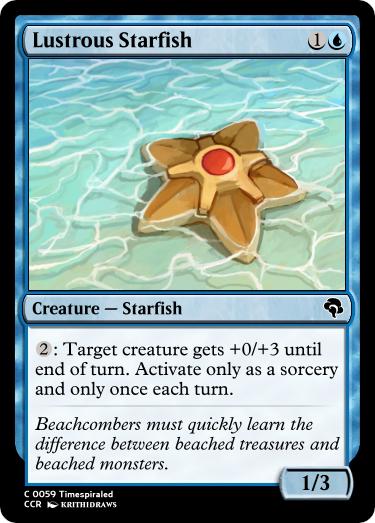 Lustrous Starfish 1
Creature — Starfish
2: Target creature gets +0/+3 until
end of turn. Activate only as a sorcery
and only once each turn.
Beachcombers must quickly learn the
difference between beached treasures and
beached monsters.
1/3
C 0059 Timespiraled
CCR KRITHIDRAWS